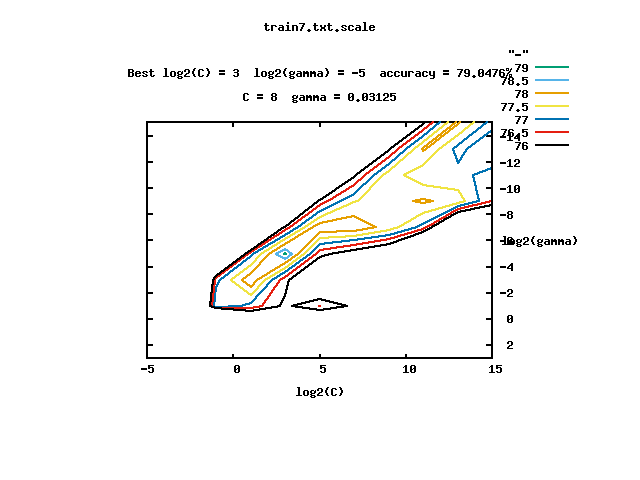 train7.txt.scale
"-"
Best log2(C) = 3  log2(gamma) = -5  accuracy = 79.0476%
79
78.5
C = 8  gamma = 0.03125
78
77.5
77
76.5
-14
76
-12
-10
-8
-6
log2(gamma)
-4
-2
0
2
-5 0 5 10 15
log2(C)